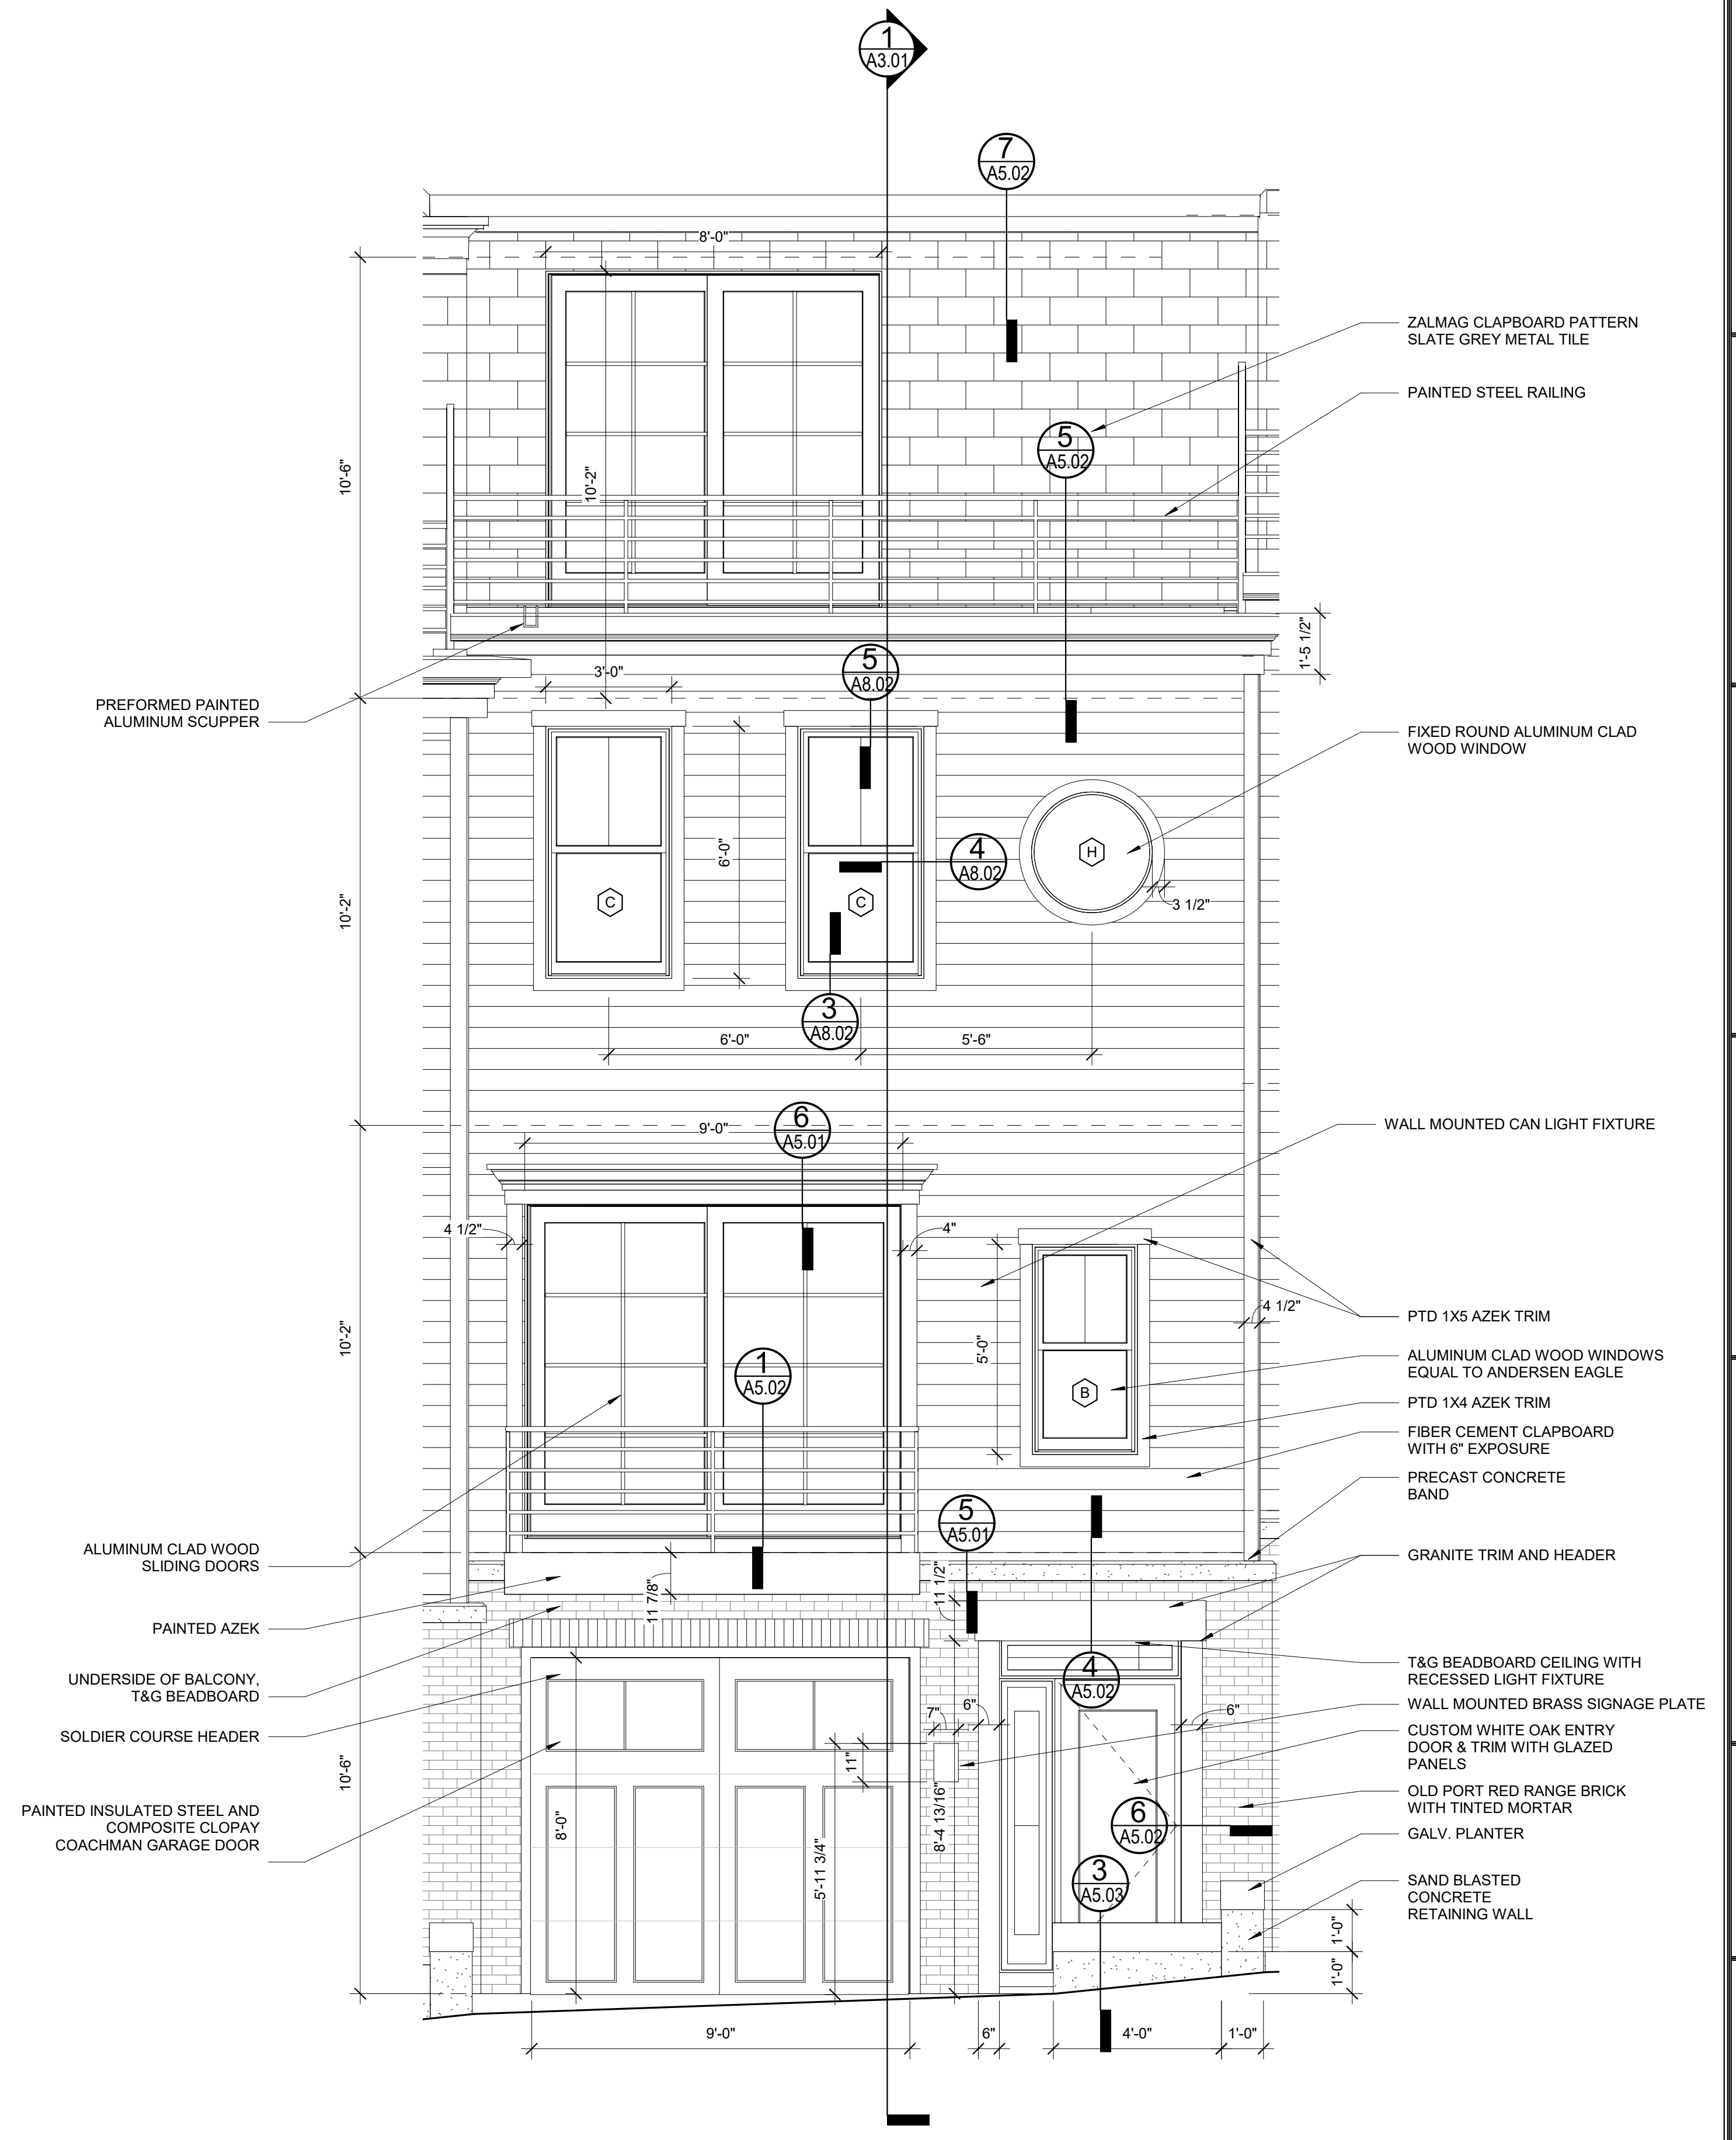 1
A3.01
7
A5.02
8'-0"
ZALMAG CLAPBOARD PATTERN
SLATE GREY METAL TILE
PAINTED STEEL RAILING
5
A5.02
10'-6"
10'-2"
1'-5 1/2"
5
A8.02
3'-0"
PREFORMED PAINTED
ALUMINUM SCUPPER
FIXED ROUND ALUMINUM CLAD
WOOD WINDOW
6'-0"
4
A8.02
H
C
C
3 1/2"
10'-2"
3
A8.02
6'-0"
5'-6"
6
A5.01
9'-0"
WALL MOUNTED CAN LIGHT FIXTURE
4 1/2"
4"
4 1/2"
PTD 1X5 AZEK TRIM
10'-2"
5'-0"
1
A5.02
ALUMINUM CLAD WOOD WINDOWS
EQUAL TO ANDERSEN EAGLE
B
PTD 1X4 AZEK TRIM
FIBER CEMENT CLAPBOARD
WITH 6" EXPOSURE
PRECAST CONCRETE
BAND
5
A5.01
ALUMINUM CLAD WOOD
SLIDING DOORS
GRANITE TRIM AND HEADER
11 7/8"
11 1/2"
PAINTED AZEK
UNDERSIDE OF BALCONY,
T&G BEADBOARD
4
A5.02
T&G BEADBOARD CEILING WITH
RECESSED LIGHT FIXTURE
WALL MOUNTED BRASS SIGNAGE PLATE
7"
6"
6"
SOLDIER COURSE HEADER
CUSTOM WHITE OAK ENTRY
DOOR & TRIM WITH GLAZED
PANELS
11"
10'-6"
OLD PORT RED RANGE BRICK
WITH TINTED MORTAR
PAINTED INSULATED STEEL AND
COMPOSITE CLOPAY
COACHMAN GARAGE DOOR
8'-0"
5'-11 3/4"
8'-4 13/16"
6
A5.02
GALV. PLANTER
3
A5.03
SAND BLASTED
CONCRETE
RETAINING WALL
1'-0"
1'-0"
9'-0"
6"
4'-0"
1'-0"